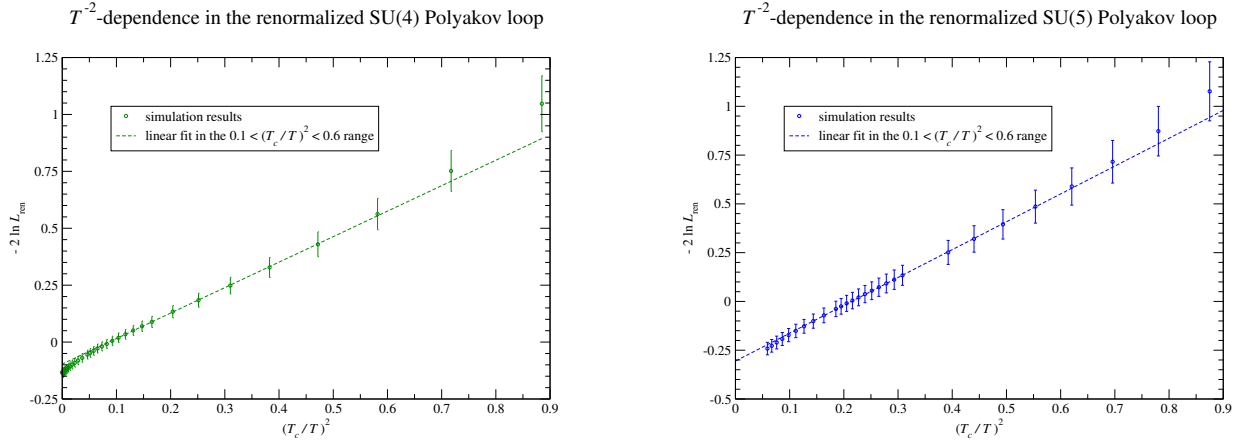 T^-2-dependence in the renormalized SU(4) Polyakov loop
1.25
1
0.75
0.5
0.25
0
-0.25
- 2 ln L_ren
simulation results
linear fit in the 0.1 < (T_c / T)^2 < 0.6 range
0 0.1 0.2 0.3 0.4 0.5 0.6 0.7 0.8 0.9
(T_c / T)^2
T^-2-dependence in the renormalized SU(5) Polyakov loop
1.25
1
0.75
0.5
0.25
0
-0.25
-0.5
- 2 ln L_ren
simulation results
linear fit in the 0.1 < (T_c / T)^2 < 0.6 range
0 0.1 0.2 0.3 0.4 0.5 0.6 0.7 0.8 0.9
(T_c / T)^2